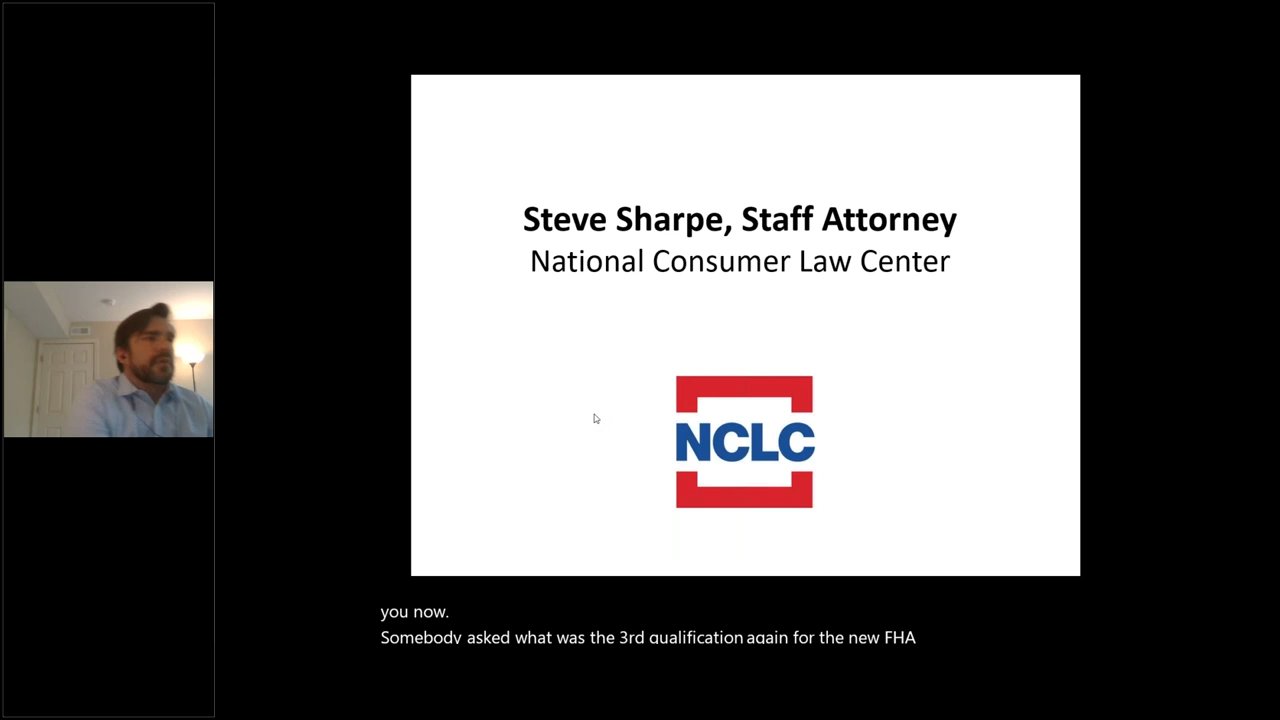 Steve Sharpe, Staff Attorney
National Consumer Law Center
NCLC
you now.
Somebody asked what was the 3rd qualification again for the new FHA